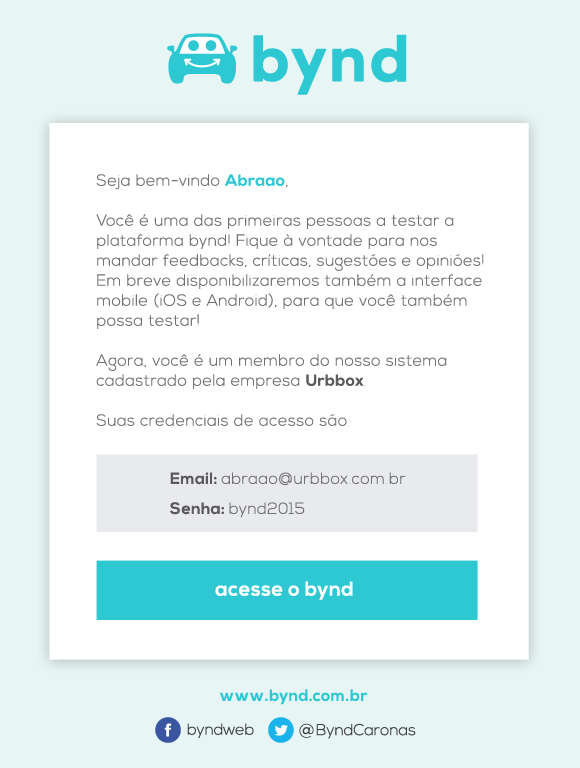 bynd
Seja bem-vindo Abraao,
Você é uma das primeiras pessoas a testar a
plataforma bynd! Fique à vontade para nos
mandar feedbacks, críticas, sugestões e opiniões!
Em breve disponibilizaremos também a interface
mobile (iOS e Android), para que você também
possa testar!
Agora, você é um membro do nosso sistema
cadastrado pela empresa Urbbox.
Suas credenciais de acesso são
Email: abraao@urbbox.com.br
Senha: bynd2015
acesse o bynd
www.bynd.com.br
byndweb @ByndCaronas